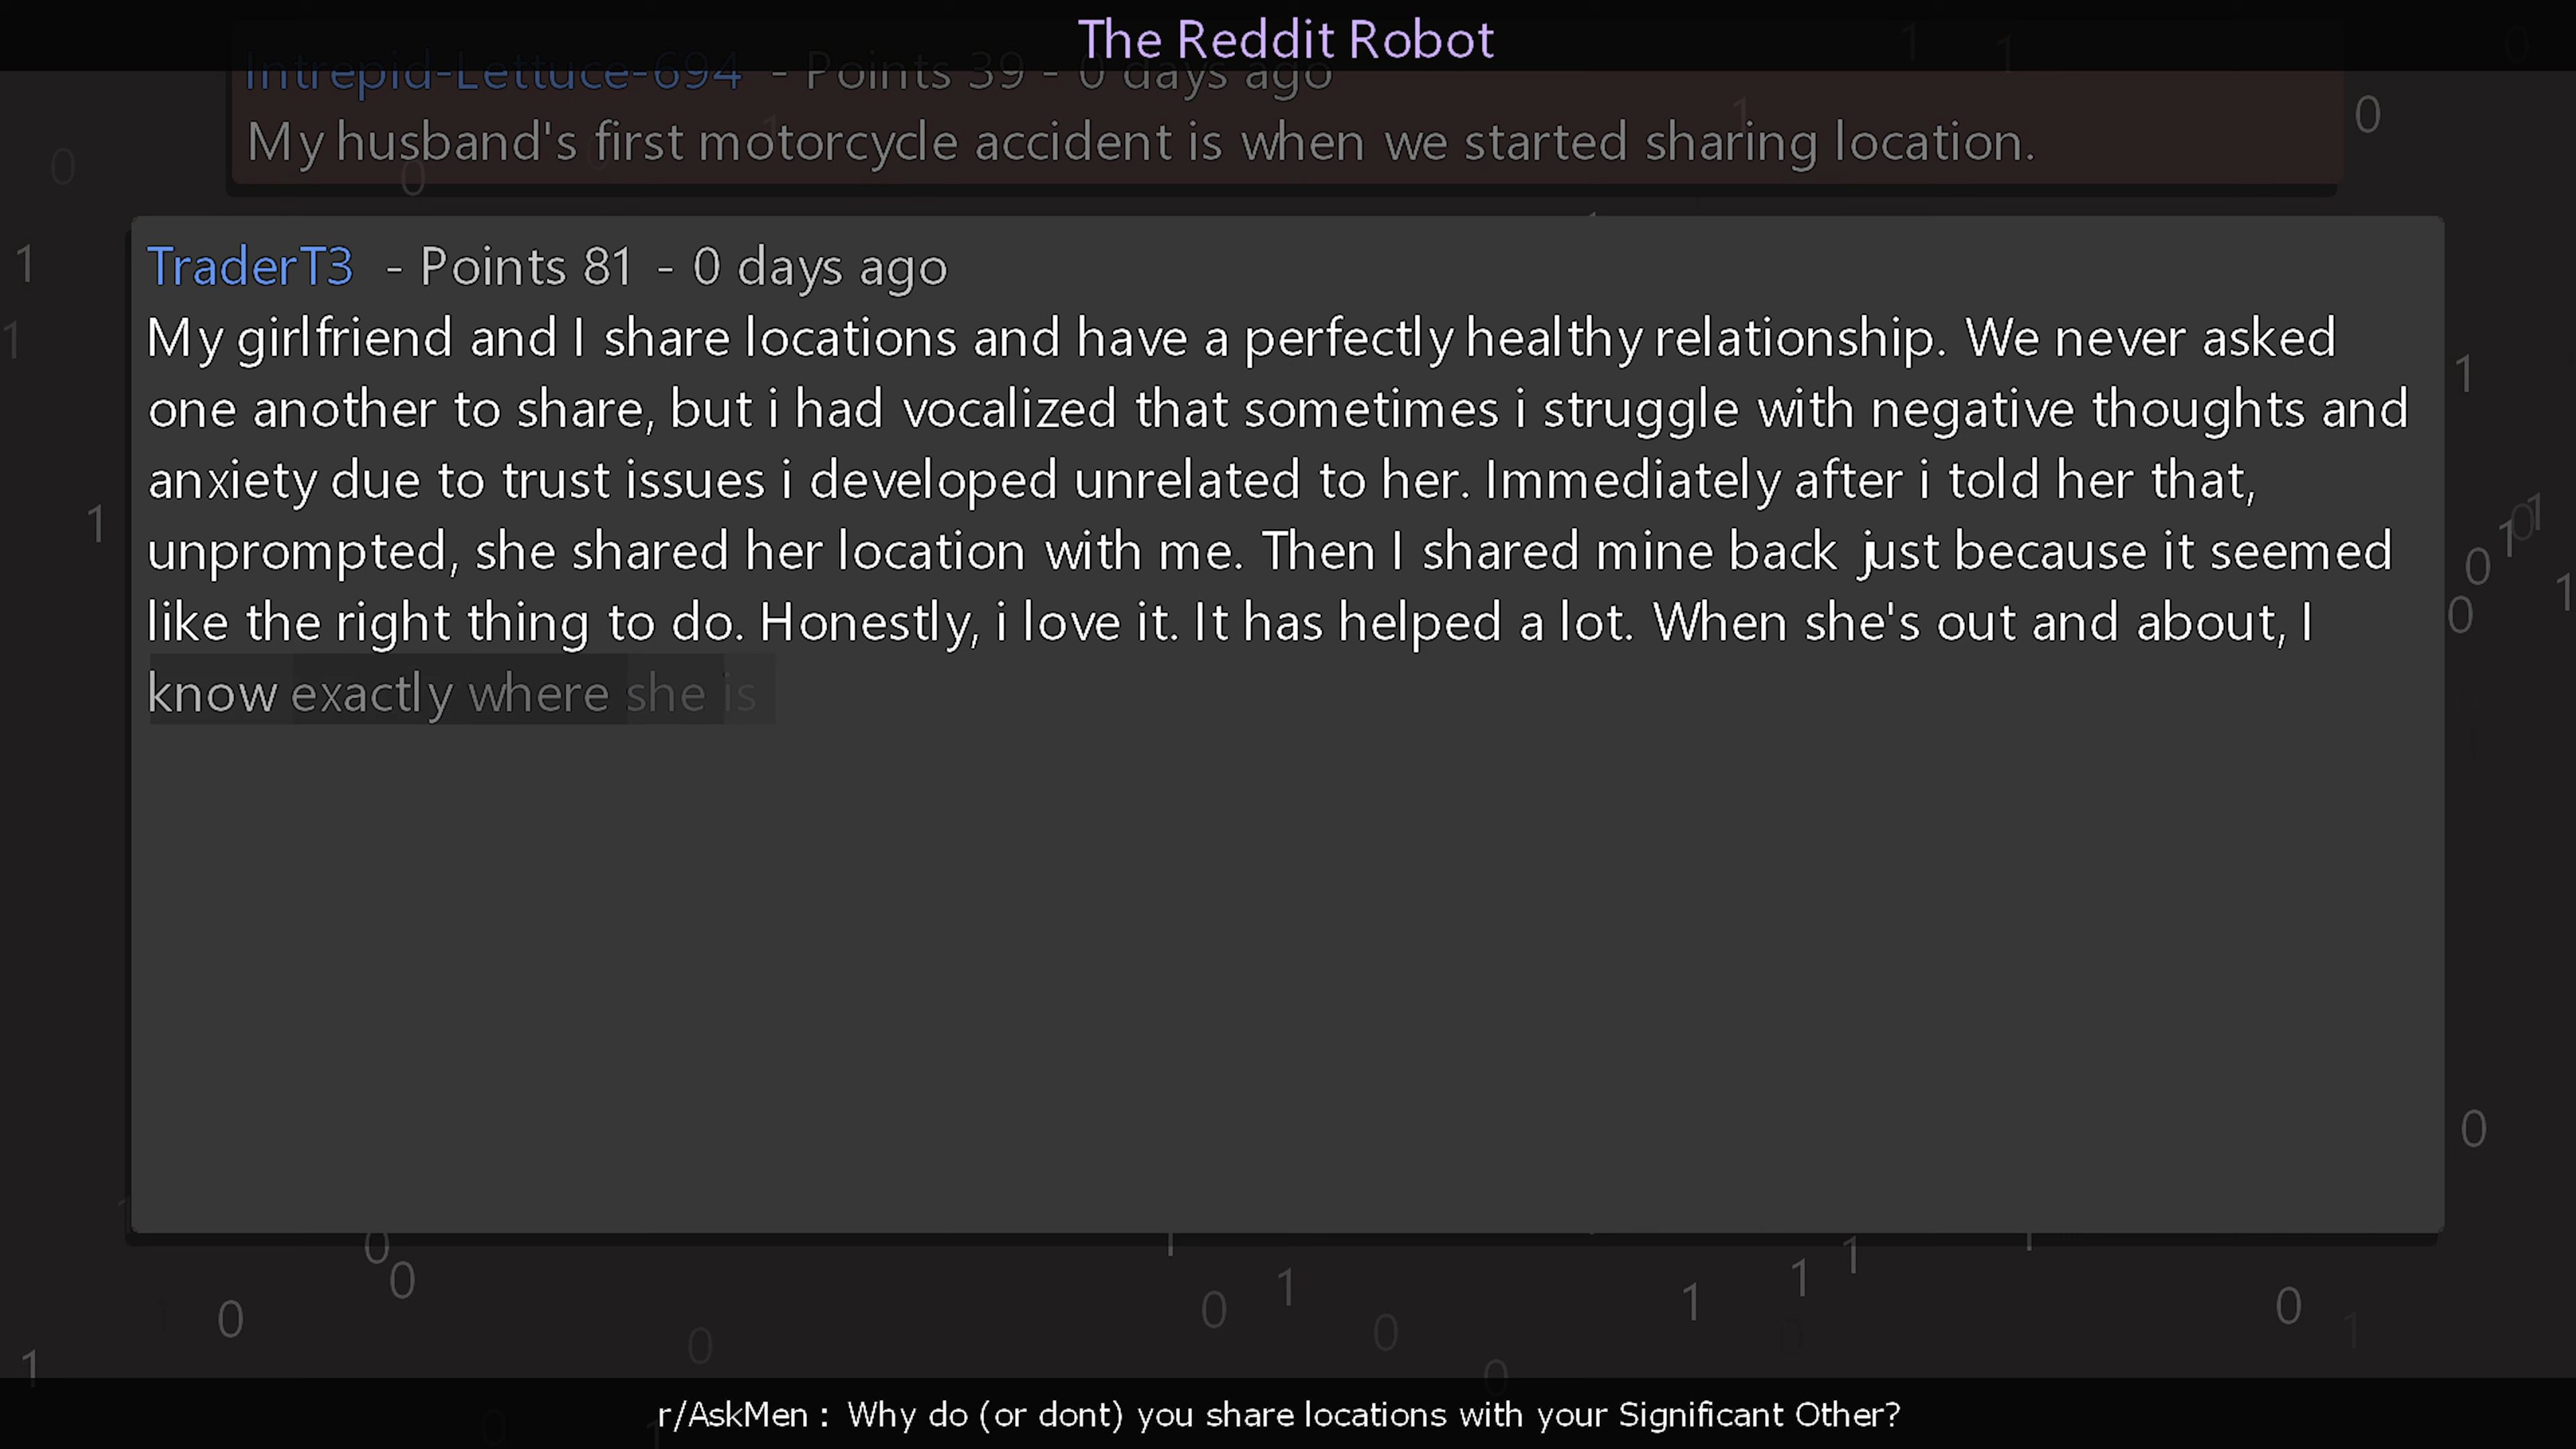 The Reddit Robot
Intrepid-Lettuce-694 - Points 39 - 0 days ago
My husband's first motorcycle accident is when we started sharing location.
TraderT3 - Points 81 - 0 days ago
My girlfriend and I share locations and have a perfectly healthy relationship. We never asked
one another to share, but i had vocalized that sometimes i struggle with negative thoughts and
anxiety due to trust issues i developed unrelated to her. Immediately after i told her that,
unprompted, she shared her location with me. Then I shared mine back just because it seemed
like the right thing to do. Honestly, i love it. It has helped a lot. When she's out and about, I
know exactly where she is
r/AskMen : Why do (or dont) you share locations with your Significant Other?